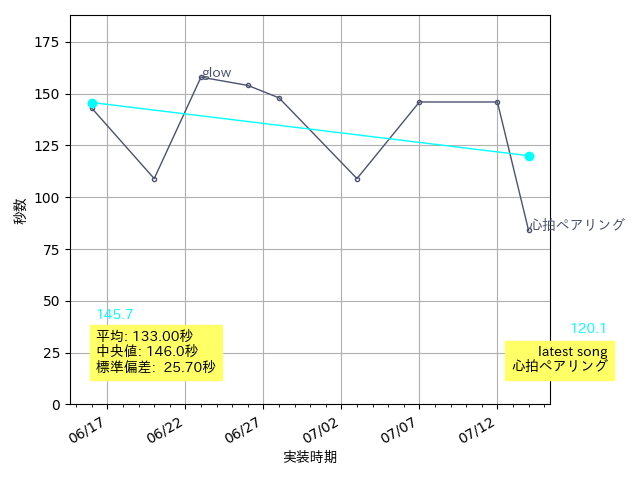 175
150
125
100
75
50
25
0
秒数
glow
心拍ペアリング
145.7
平均: 133.00秒
中央値: 146.0秒
標準偏差: 25.70秒
120.1
latest song
心拍ペアリング
06/17
06/22
06/27
07/02
07/07
07/12
実装時期